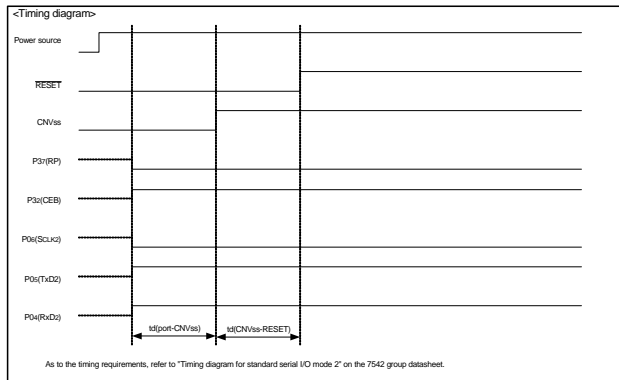 <Timing diagram>
Power source
RESET
CNVss
P37(RP)
P32(CEB)
P06(SCLK2)
P05(TxD2)
P04(RxD2)
td(port-CNVss)
td(CNVss-RESET)
As to the timing requirements, refer to "Timing diagram for standard serial I/O mode 2" on the 7542 group datasheet.